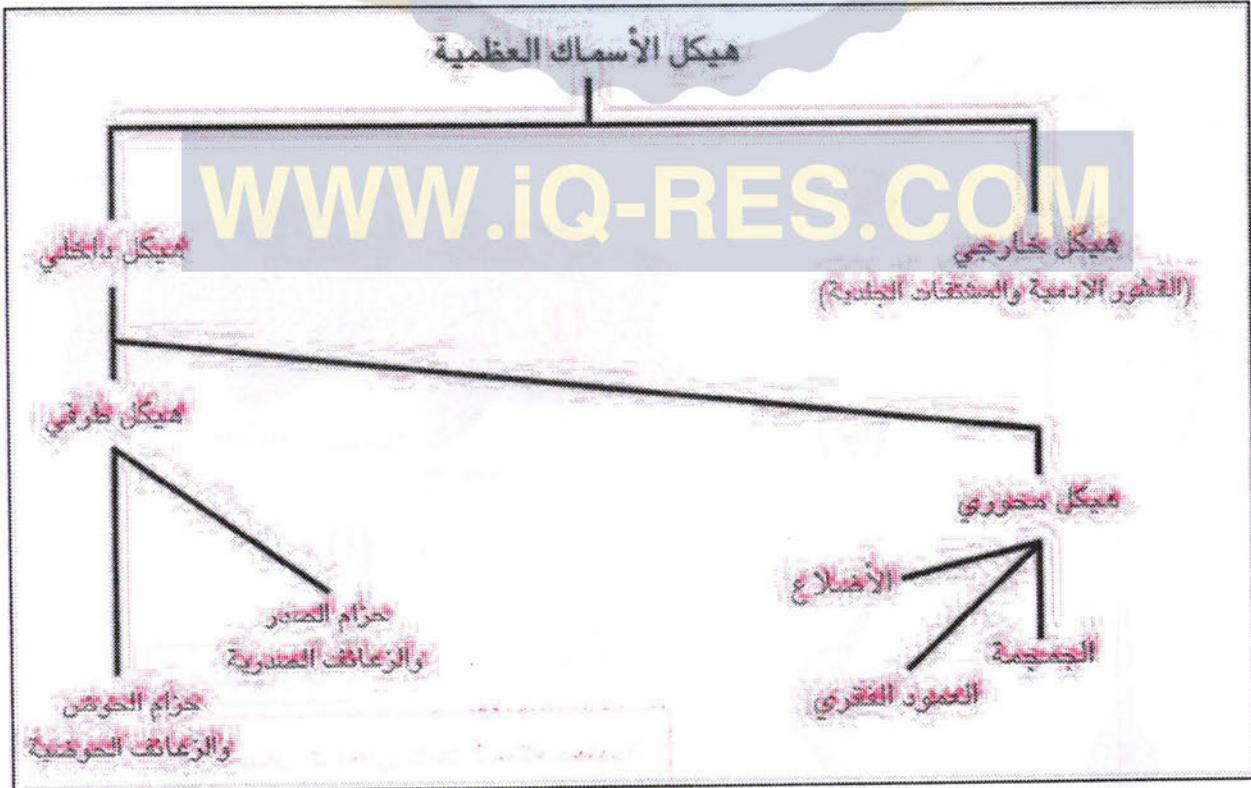 هيكل الأسماك العظمية
WWW.iQ-RES.COM
هيكل خارجي
(القشور الادمية والمشتقات الجلدية)
هيكل داخلي
هيكل طرفي
هيكل محوري
الأضلاع
الجمجمة
العمود الفقري
حزام الصدر
والزعانف الصدرية
حزام الحوض
والزعانف الحوضية